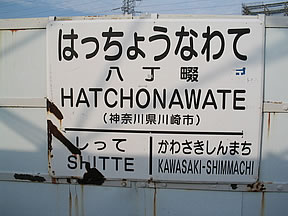 はっちょうなわて
八丁畷
HATCHONAWATE
(神奈川県川崎市)
しって
SHITTE
かわさきしんまち
KAWASAKI-SHIMMACHI